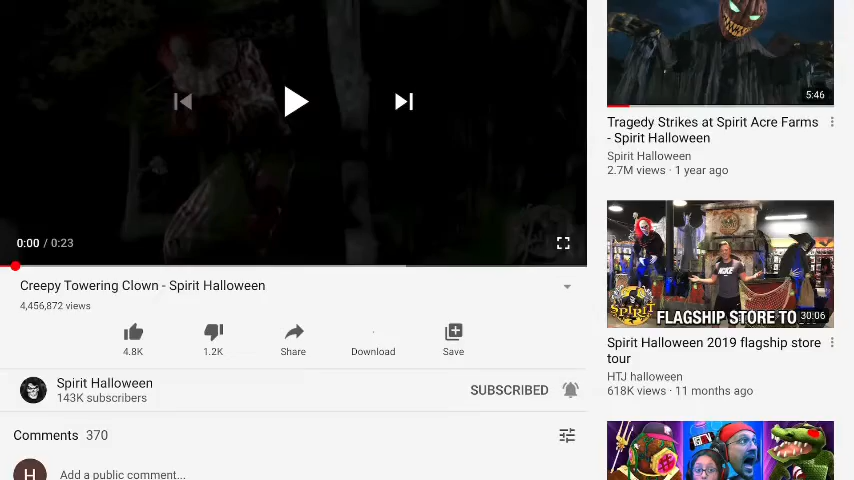 0:00 / 0:23
Creepy Towering Clown - Spirit Halloween
4,456,872 views
4.8K
1.2K
Share
Download
Save
Spirit Halloween
143K subscribers
SUBSCRIBED
Comments 370
H
Add a public comment...
5:46
Tragedy Strikes at Spirit Acre Farms
- Spirit Halloween
Spirit Halloween
2.7M views · 1 year ago
NIKE
SPIRIT
FLAGSHIP STORE TO
30:06
Spirit Halloween 2019 flagship store
tour
HTJ halloween
618K views · 11 months ago